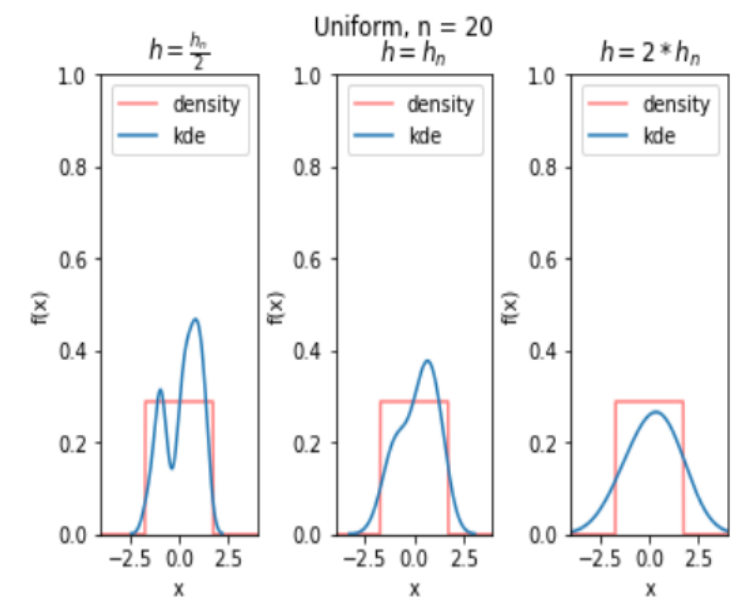 Uniform, n = 20
h = hₙ/2
1.0
0.8
0.6
0.4
0.2
0.0
f(x)
density
kde
−2.5 0.0 2.5
x
h = hₙ
1.0
0.8
0.6
0.4
0.2
0.0
f(x)
density
kde
−2.5 0.0 2.5
x
h = 2 * hₙ
1.0
0.8
0.6
0.4
0.2
0.0
f(x)
density
kde
−2.5 0.0 2.5
x